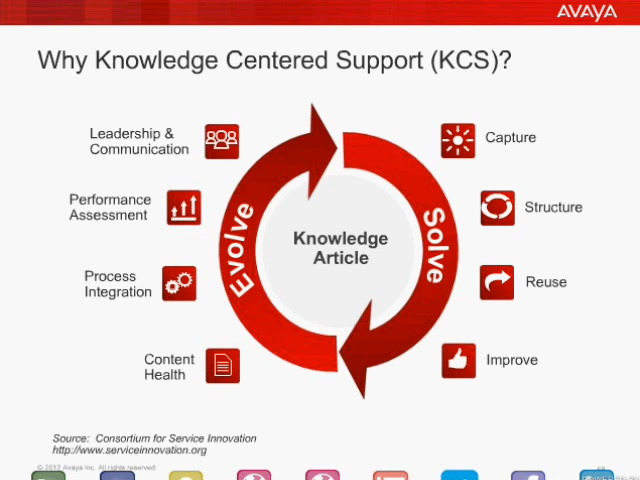 AVAYA
Why Knowledge Centered Support (KCS)?
Leadership &
Communication
Capture
Performance
Assessment
Structure
Evolve
Knowledge
Article
Solve
Process
Integration
Reuse
Content
Health
Improve
Source: Consortium for Service Innovation
http://www.serviceinnovation.org
© 2012 Avaya Inc. All rights reserved